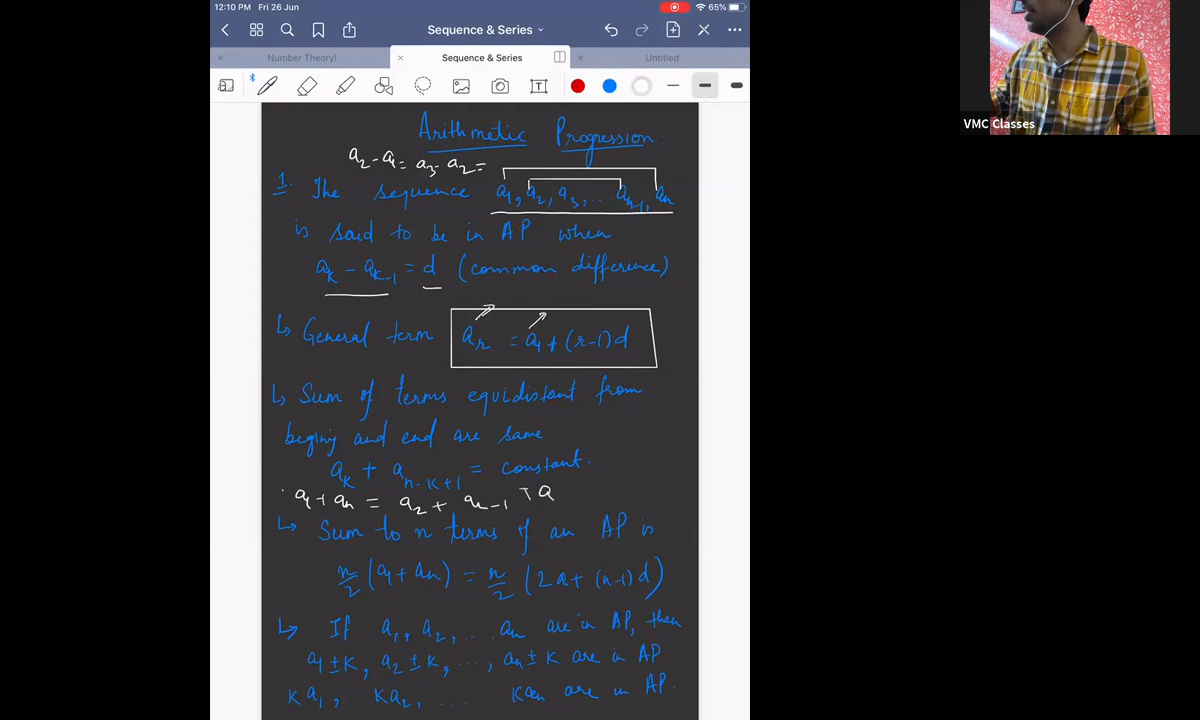 12:10 PM Fri 26 Jun
65%
Sequence & Series
Number Theory!
Sequence & Series
Untitled
T
VMC Classes
Arithmetic Progression:
a₂ - a₁ = a₃ - a₂ =
1. The sequence a₁, a₂, a₃, ... aₙ₋₁, aₙ
is said to be in AP when
aₖ - aₖ₋₁ = d (common difference)
↳ General term aᵣ = a₁ + (r-1)d
↳ Sum of terms equidistant from
begining and end are same
aₖ + aₙ₋ₖ₊₁ = constant.
a₁ + aₙ = a₂ + aₙ₋₁ + a
↳ Sum to n terms of an AP is
n/2 (a₁ + aₙ) = n/2 (2a + (n-1)d)
↳ If a₁, a₂, ... aₙ are in AP, then
a₁ ± K, a₂ ± K, ..., aₙ ± K are in AP
K a₁, K a₂, ... K aₙ are in AP.